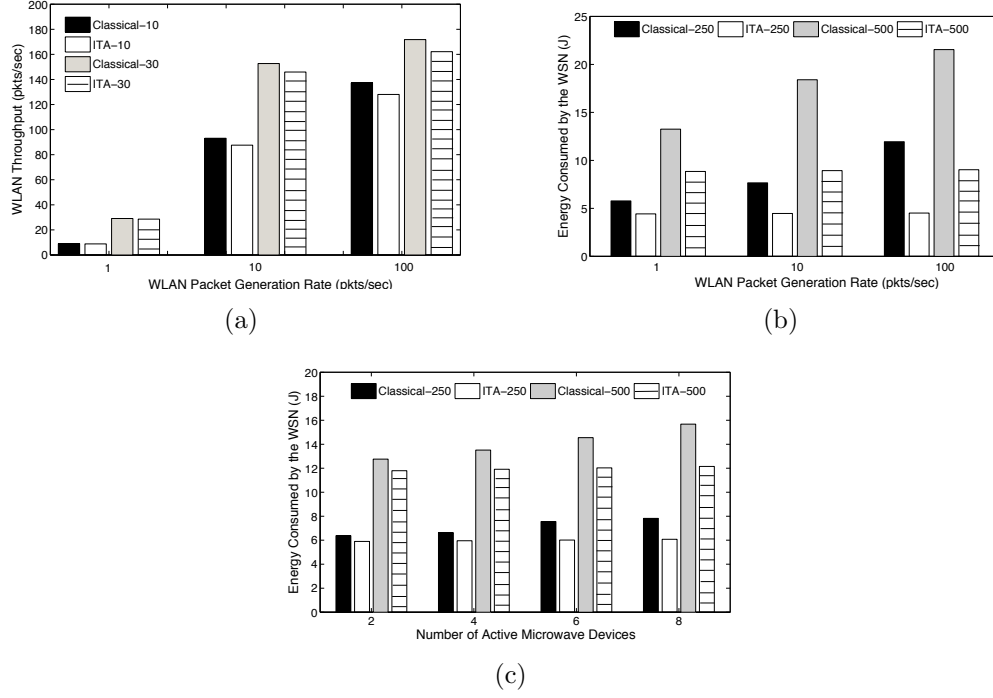 200
180
160
140
120
100
80
60
40
20
0
WLAN Throughput (pkts/sec)
Classical−10
ITA−10
Classical−30
ITA−30
1 10 100
WLAN Packet Generation Rate (pkts/sec)
(a)
25
20
15
10
5
0
Energy Consumed by the WSN (J)
Classical−250 ITA−250 Classical−500 ITA−500
1 10 100
WLAN Packet Generation Rate (pkts/sec)
(b)
20
18
16
14
12
10
8
6
4
2
0
Energy Consumed by the WSN (J)
Classical−250 ITA−250 Classical−500 ITA−500
2 4 6 8
Number of Active Microwave Devices
(c)